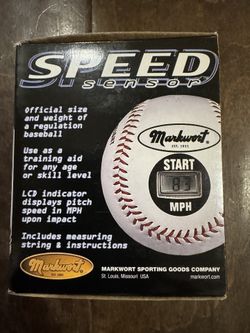 SPEED
sensor
Official size
and weight of
a regulation
baseball
Markwort
EST. 1931
Use as a
training aid
for any age
or skill level
START
83
MPH
LCD indicator
displays pitch
speed in MPH
upon impact
Includes measuring
string & instructions
Markwort
MARKWORT SPORTING GOODS COMPANY
St. Louis, Missouri USA
markwort.com